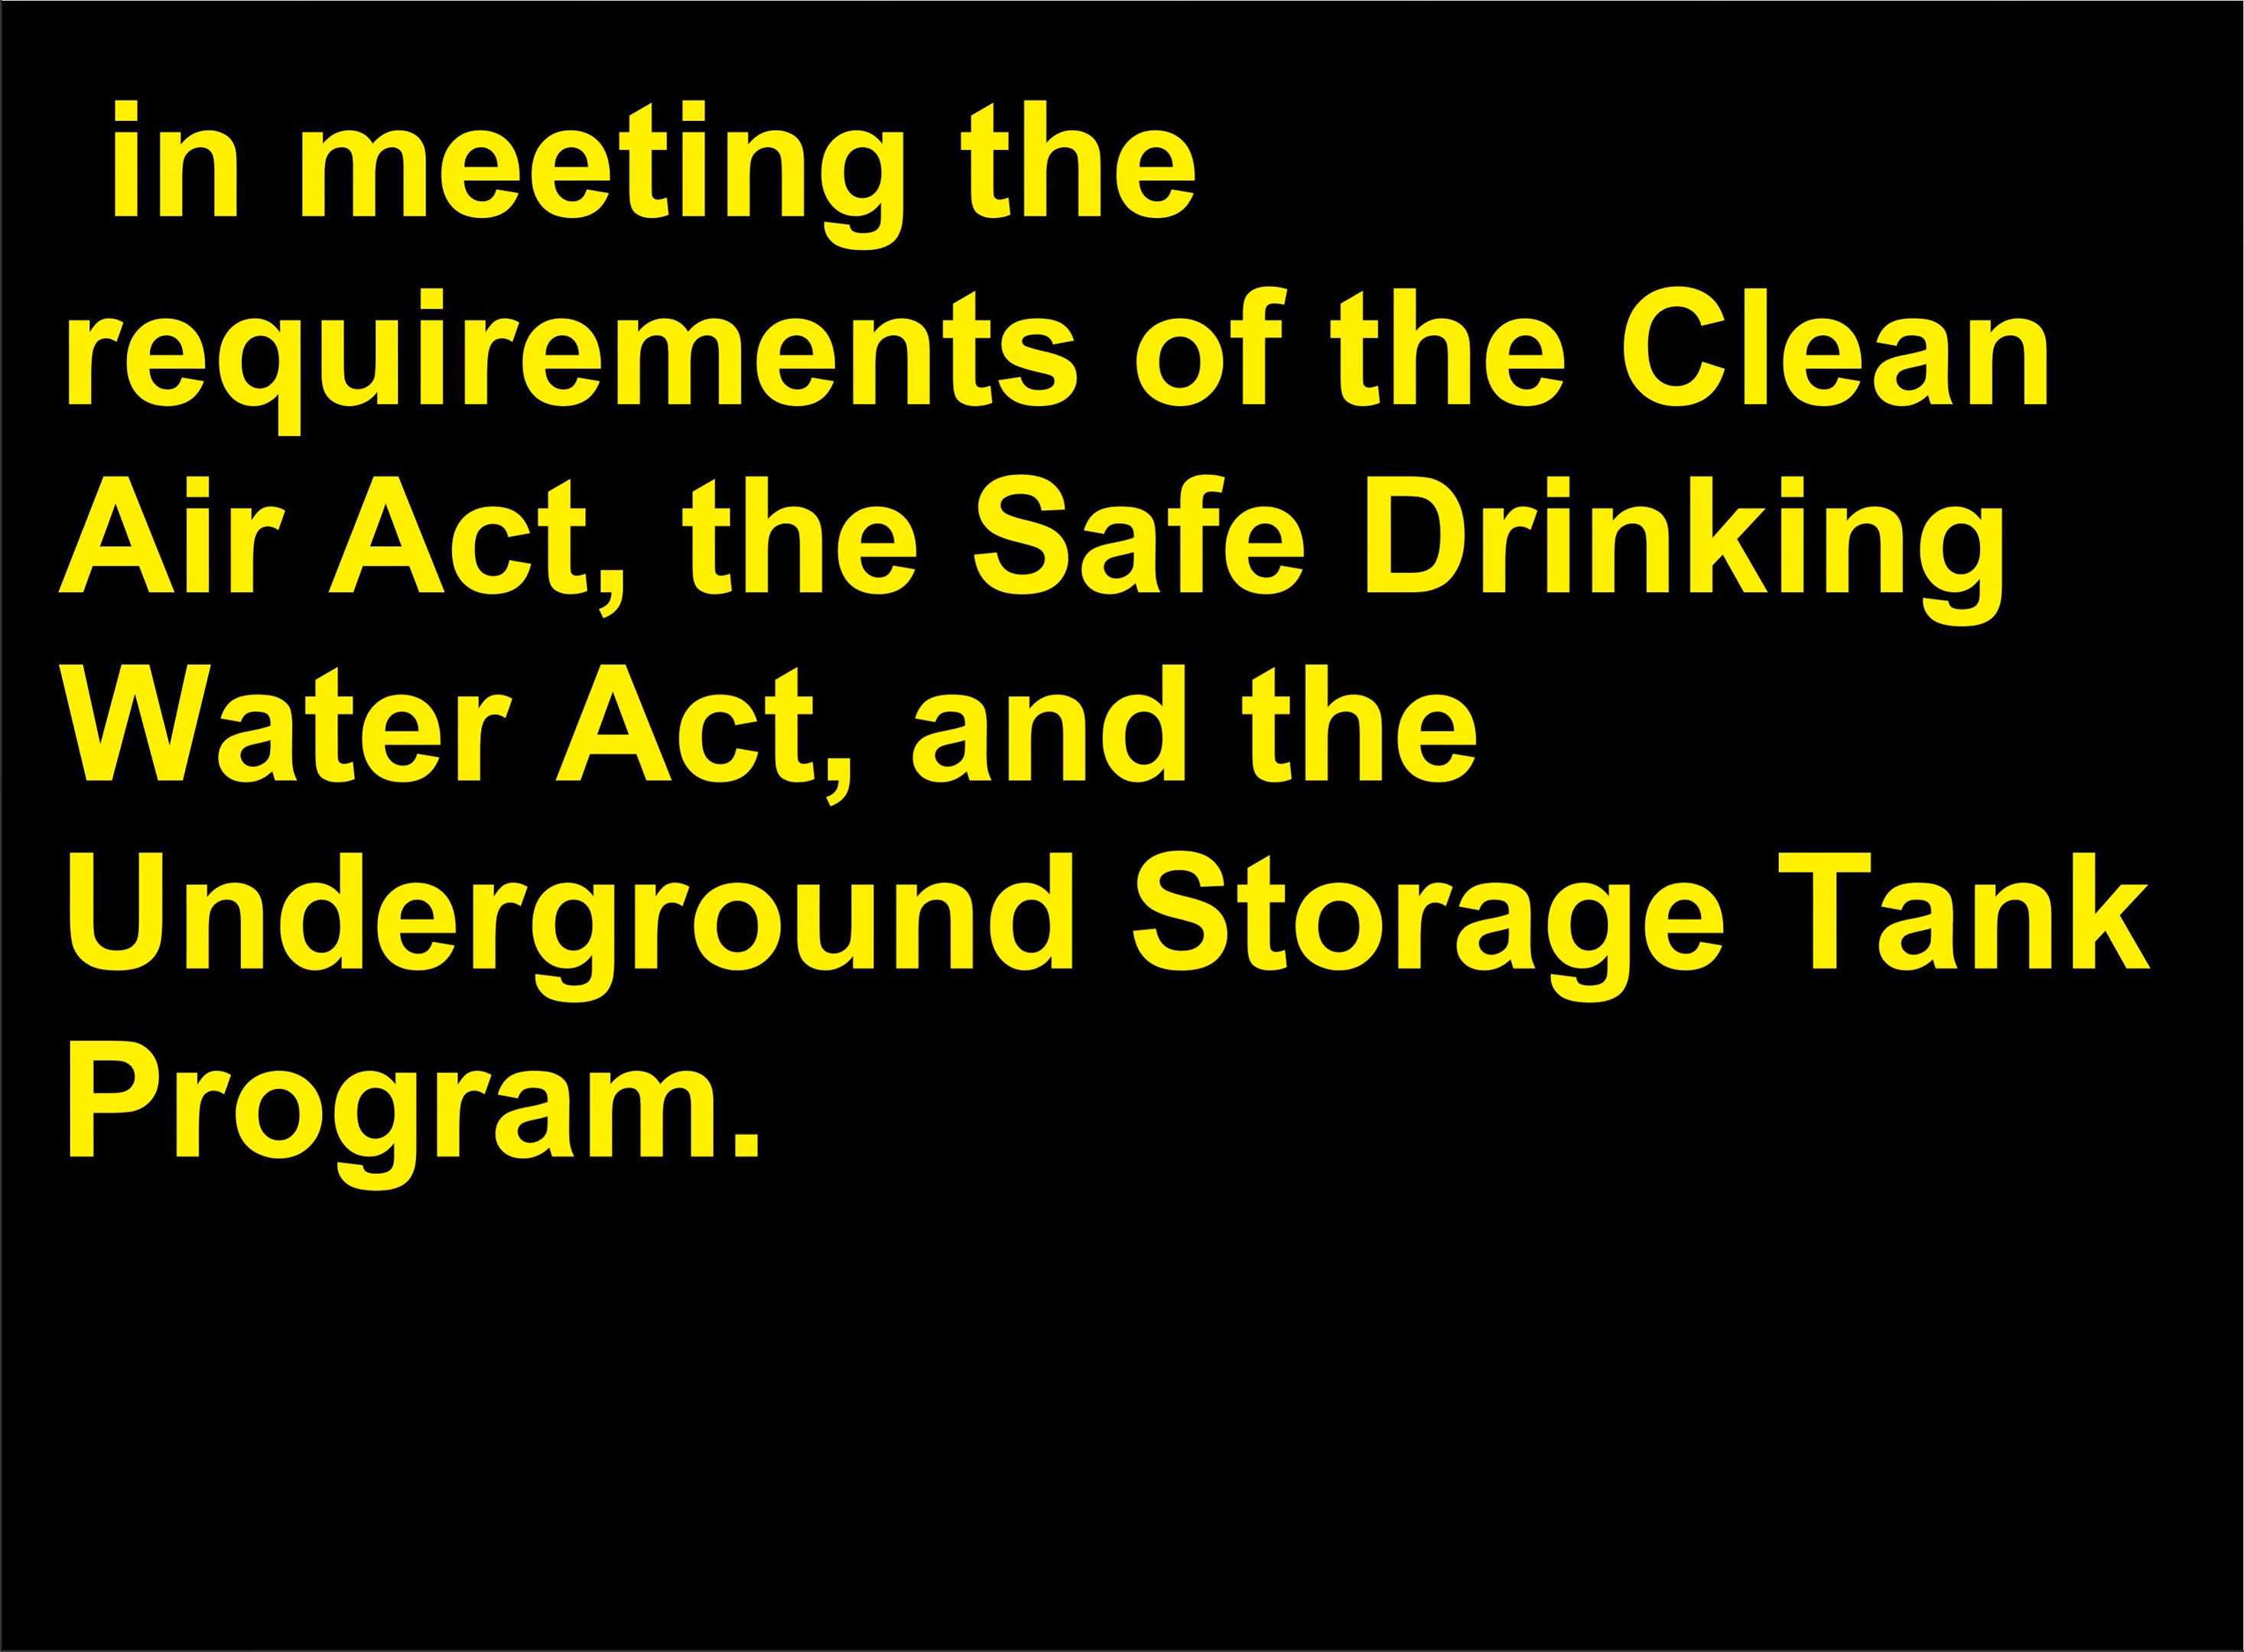 in meeting the
requirements of the Clean
Air Act, the Safe Drinking
Water Act, and the
Underground Storage Tank
Program.